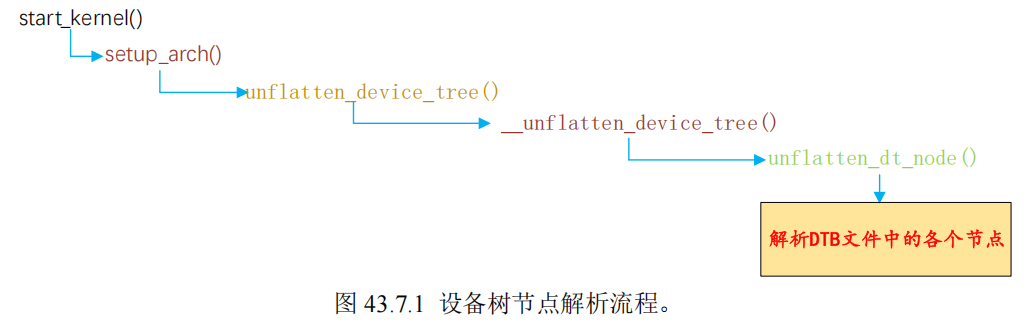 start_kernel()
setup_arch()
unflatten_device_tree()
__unflatten_device_tree()
unflatten_dt_node()
解析DTB文件中的各个节点
图 43.7.1 设备树节点解析流程。